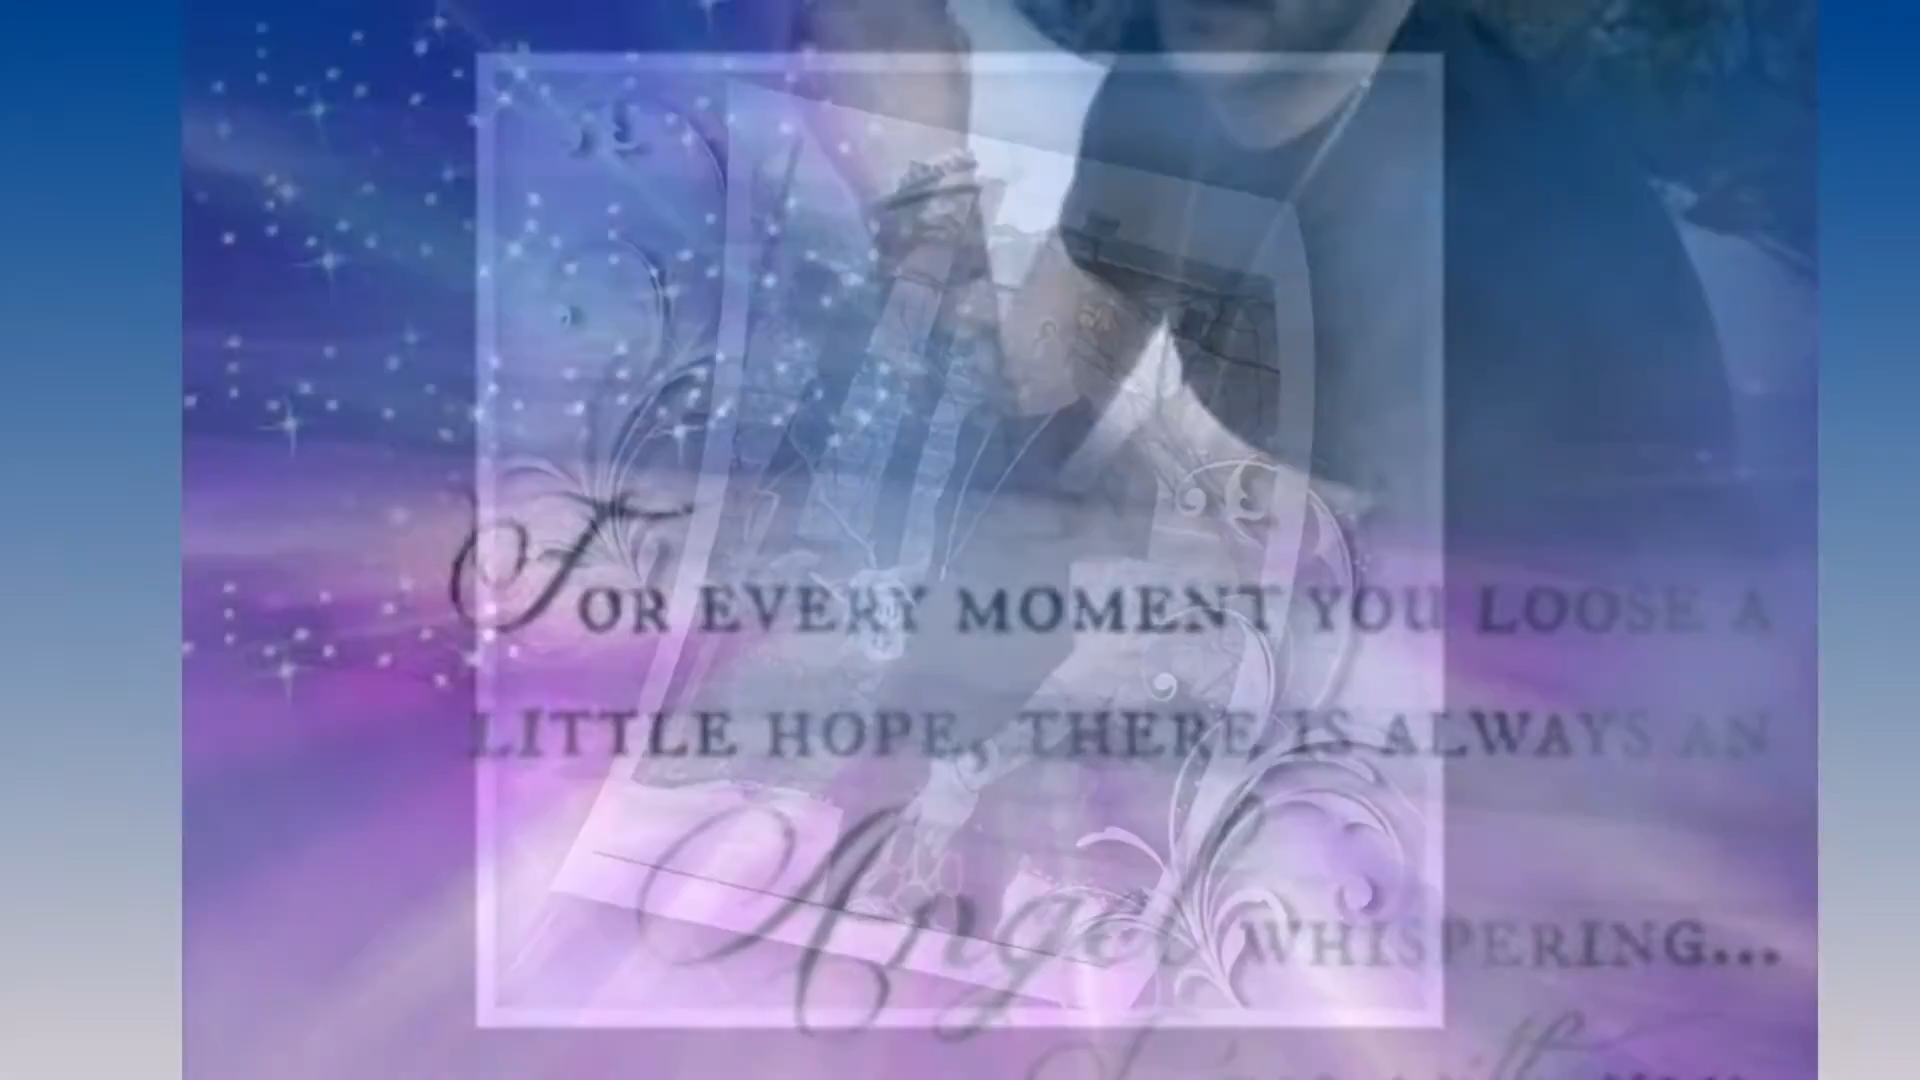 FOR EVERY MOMENT YOU LOOSE A
LITTLE HOPE, THERE IS ALWAYS AN
Angel WHISPERING...